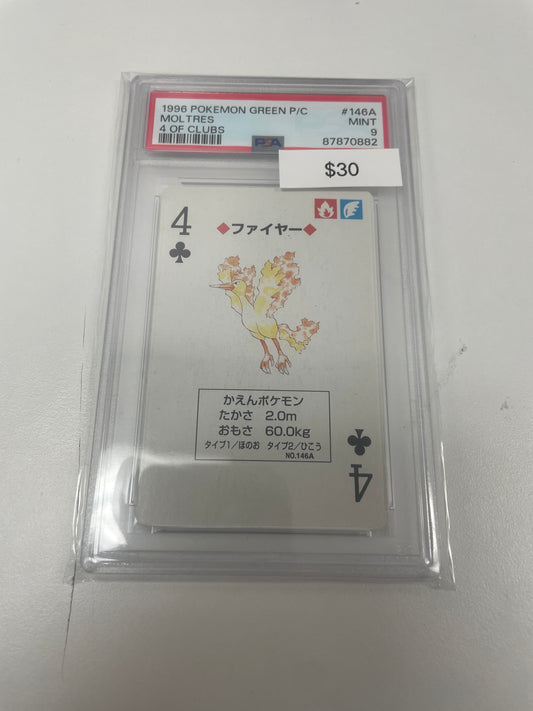 1996 POKEMON GREEN P/C #146A
MOLTRES MINT
4 OF CLUBS 9
PSA 87870882
$30
4
◆ファイヤー◆
かえんポケモン
たかさ 2.0m
おもさ 60.0kg
タイプ1/ほのお タイプ2/ひこう
NO.146A
4